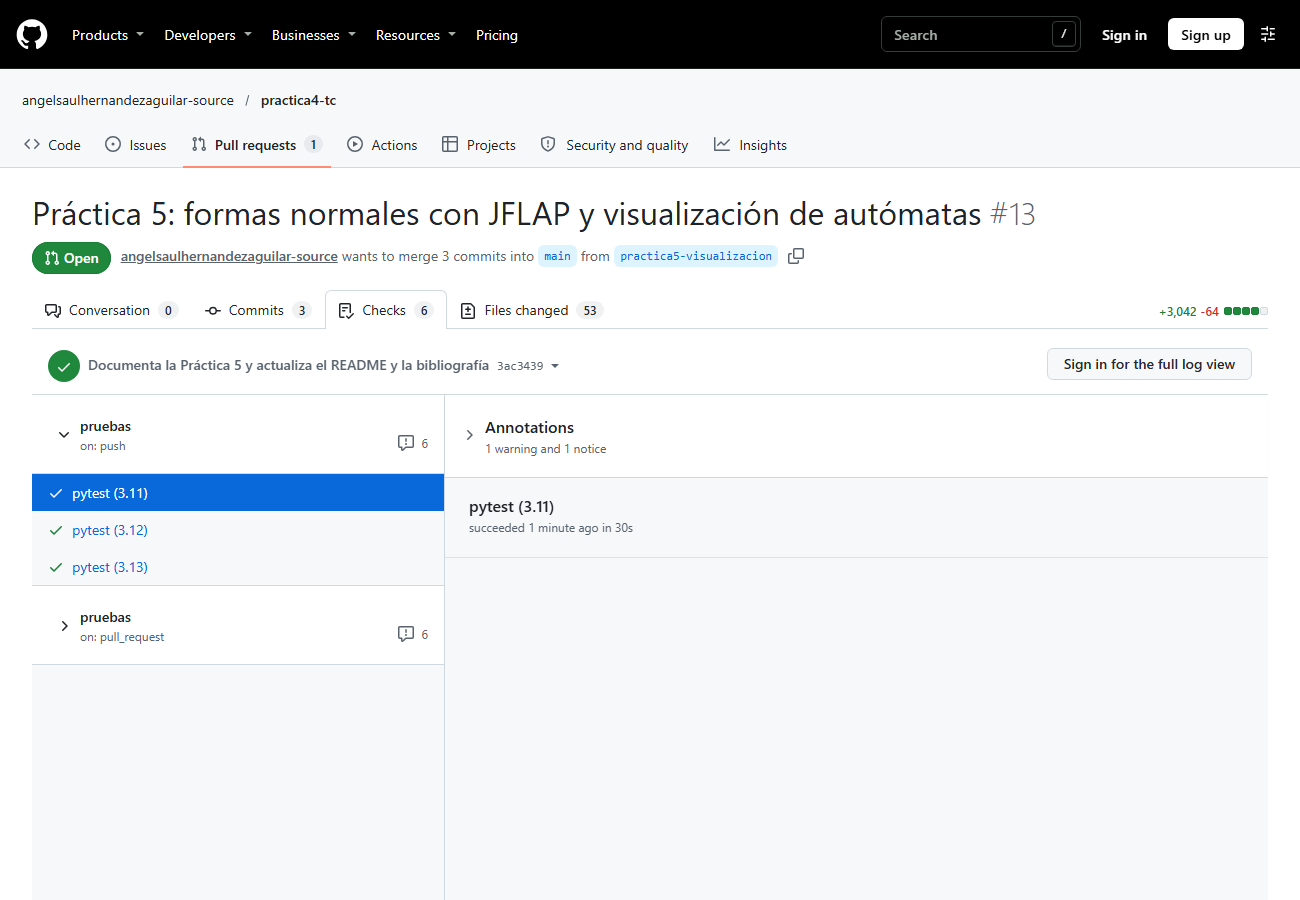 Products Developers Businesses Resources Pricing Search / Sign in Sign up
angelsaulhernandezaguilar-source / practica4-tc
Code Issues Pull requests 1 Actions Projects Security and quality Insights
Práctica 5: formas normales con JFLAP y visualización de autómatas #13
Open angelsaulhernandezaguilar-source wants to merge 3 commits into main from practica5-visualizacion
Conversation 0 Commits 3 Checks 6 Files changed 53 +3,042 -64
Documenta la Práctica 5 y actualiza el README y la bibliografía 3ac3439 Sign in for the full log view
pruebas
on: push
6
Annotations
1 warning and 1 notice
pytest (3.11)
pytest (3.12)
pytest (3.13)
pytest (3.11)
succeeded 1 minute ago in 30s
pruebas
on: pull_request
6